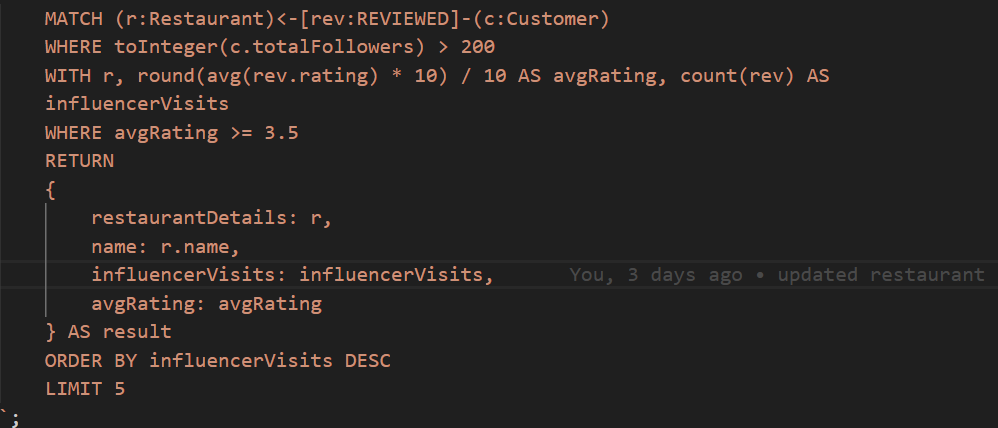 MATCH (r:Restaurant)<-[rev:REVIEWED]-(c:Customer)
WHERE toInteger(c.totalFollowers) > 200
WITH r, round(avg(rev.rating) * 10) / 10 AS avgRating, count(rev) AS
influencerVisits
WHERE avgRating >= 3.5
RETURN
{
    restaurantDetails: r,
    name: r.name,
    influencerVisits: influencerVisits,    You, 3 days ago • updated restaurant
    avgRating: avgRating
} AS result
ORDER BY influencerVisits DESC
LIMIT 5
`;